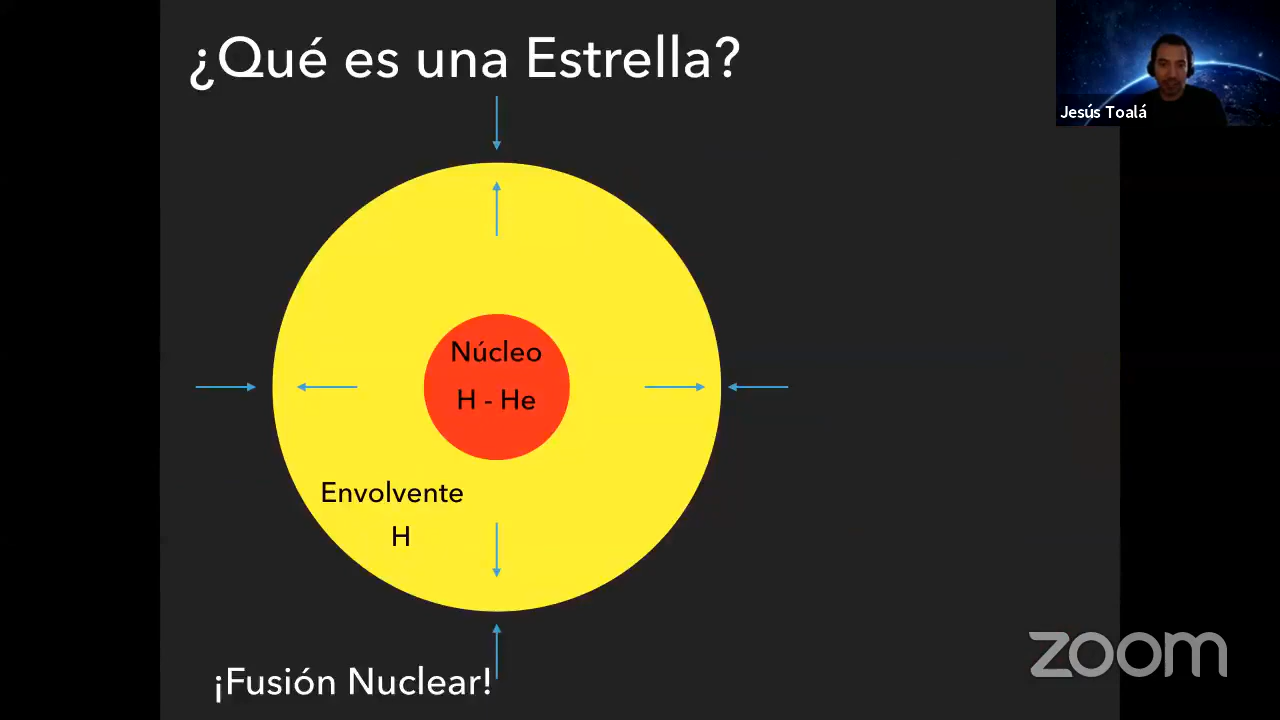 ¿Qué es una Estrella?
Jesús Toalá
Núcleo
H - He
Envolvente
H
¡Fusión Nuclear!
zoom